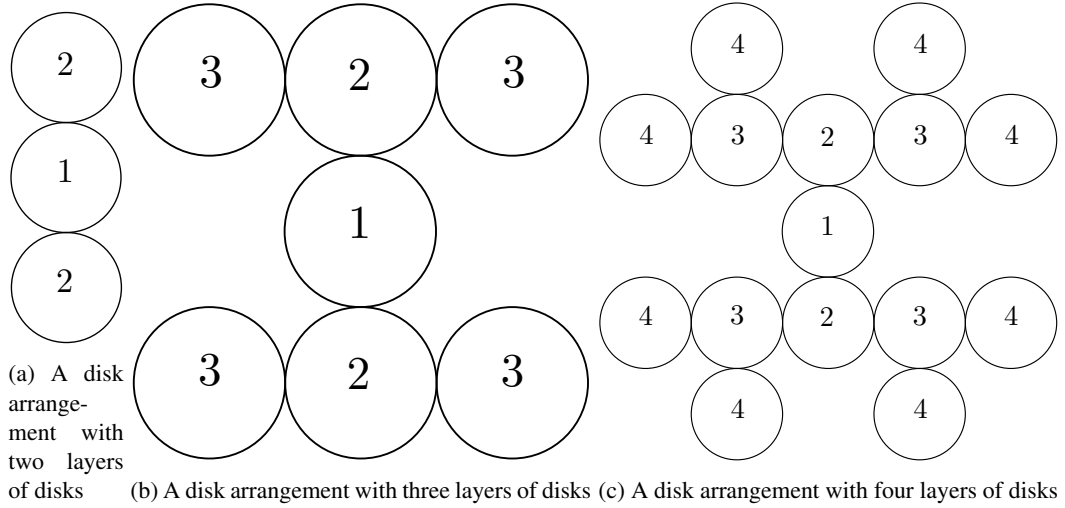 4 4
2 3 2 3 4 3 2 3 4
1 1 1
2 3 2 3 4 3 2 3 4
4 4
(a) A disk
arrange-
ment with
two layers
of disks
(b) A disk arrangement with three layers of disks
(c) A disk arrangement with four layers of disks